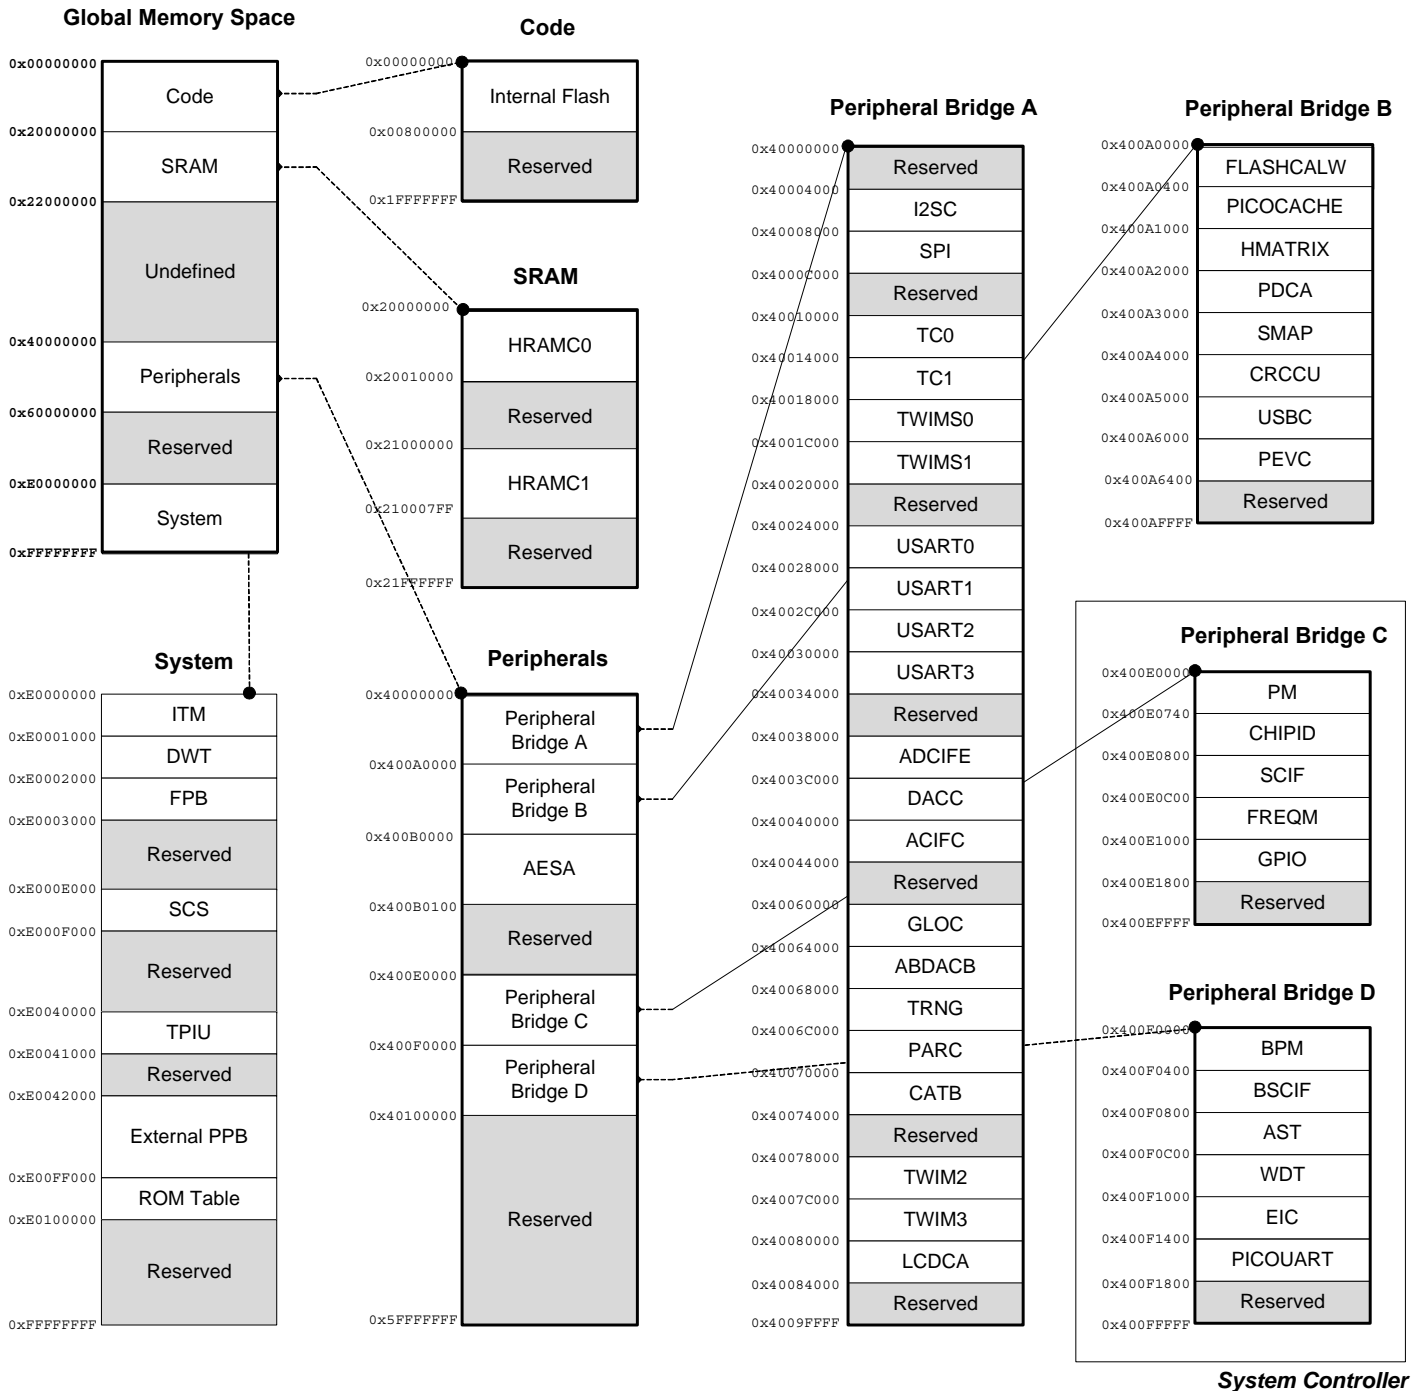 Global Memory Space
0x00000000
Code
0x20000000
SRAM
0x22000000
Undefined
0x40000000
Peripherals
0x60000000
Reserved
0xE0000000
System
0xFFFFFFFF
Code
0x00000000
Internal Flash
0x00800000
Reserved
0x1FFFFFFF
SRAM
0x20000000
HRAMC0
0x20010000
Reserved
0x21000000
HRAMC1
0x210007FF
Reserved
0x21FFFFFF
System
0xE0000000
ITM
0xE0001000
DWT
0xE0002000
FPB
0xE0003000
Reserved
0xE000E000
SCS
0xE000F000
Reserved
0xE0040000
TPIU
0xE0041000
Reserved
0xE0042000
External PPB
0xE00FF000
ROM Table
0xE0100000
Reserved
0xFFFFFFFF
Peripherals
0x40000000
Peripheral
Bridge A
0x400A0000
Peripheral
Bridge B
0x400B0000
AESA
0x400B0100
Reserved
0x400E0000
Peripheral
Bridge C
0x400F0000
Peripheral
Bridge D
0x40100000
Reserved
0x5FFFFFFF
Peripheral Bridge A
0x40000000
Reserved
0x40004000
I2SC
0x40008000
SPI
0x4000C000
Reserved
0x40010000
TC0
0x40014000
TC1
0x40018000
TWIMS0
0x4001C000
TWIMS1
0x40020000
Reserved
0x40024000
USART0
0x40028000
USART1
0x4002C000
USART2
0x40030000
USART3
0x40034000
Reserved
0x40038000
ADCIFE
0x4003C000
DACC
0x40040000
ACIFC
0x40044000
Reserved
0x40060000
GLOC
0x40064000
ABDACB
0x40068000
TRNG
0x4006C000
PARC
0x40070000
CATB
0x40074000
Reserved
0x40078000
TWIM2
0x4007C000
TWIM3
0x40080000
LCDCA
0x40084000
Reserved
0x4009FFFF
Peripheral Bridge B
0x400A0000
FLASHCALW
0x400A0400
PICOCACHE
0x400A1000
HMATRIX
0x400A2000
PDCA
0x400A3000
SMAP
0x400A4000
CRCCU
0x400A5000
USBC
0x400A6000
PEVC
0x400A6400
Reserved
0x400AFFFF
Peripheral Bridge C
0x400E0000
PM
0x400E0740
CHIPID
0x400E0800
SCIF
0x400E0C00
FREQM
0x400E1000
GPIO
0x400E1800
Reserved
0x400EFFFF
Peripheral Bridge D
0x400F0000
BPM
0x400F0400
BSCIF
0x400F0800
AST
0x400F0C00
WDT
0x400F1000
EIC
0x400F1400
PICOUART
0x400F1800
Reserved
0x400FFFFF
System Controller